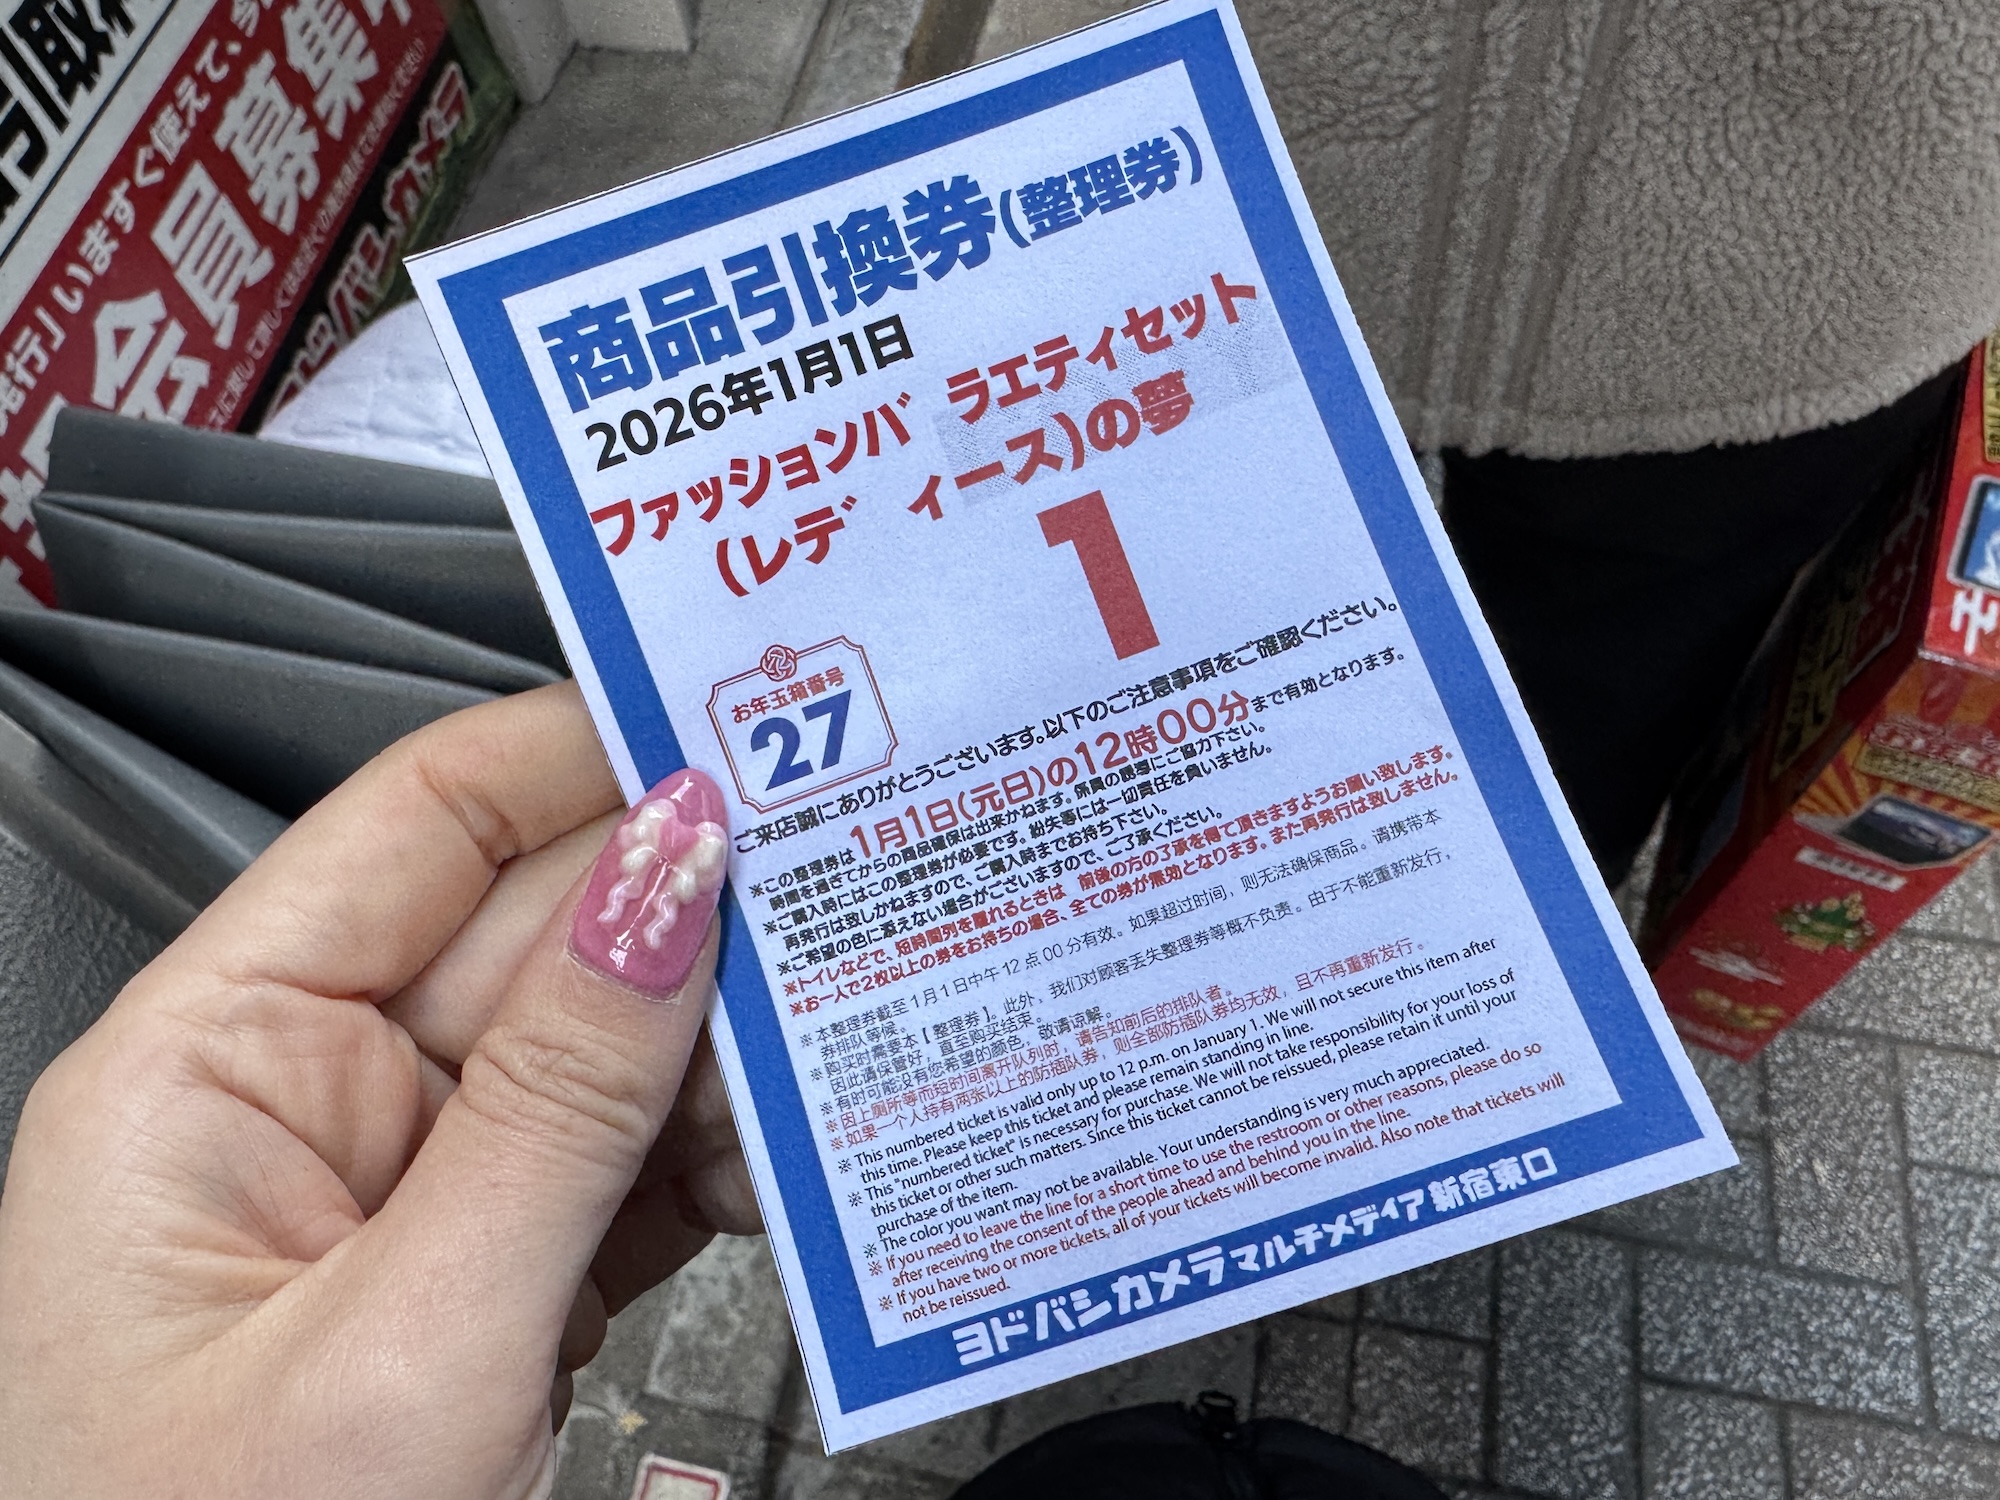 会員募集中
ヨドバシカメラ
商品引換券(整理券)
2026年1月1日
ファッションバラエティセット
(レディース)の夢
1
お年玉箱番号
27
ご来店誠にありがとうございます。以下のご注意事項をご確認ください。
※この整理券は 1月1日(元日)の12時00分まで有効となります。
時間を過ぎてからの商品確保は出来かねます。係員の誘導にご協力下さい。
※ご購入時にはこの整理券が必要です。紛失等には一切責任を負いません。
再発行は致しかねますので、ご購入時までお持ち下さい。
※ご希望の色に添えない場合がございますので、ご了承ください。
※トイレなどで、短時間列を離れるときは、前後の方の了承を得て頂きますようお願い致します。
※お一人で2枚以上の券をお持ちの場合、全ての券が無効となります。また再発行は致しません。
※本整理券截至1月1日中午12点00分有效。如果超过时间，则无法确保商品。请携带本
券排队等候。
※购买时需要本【整理券】。此外，我们对顾客丢失整理券等概不负责。由于不能重新发行，
因此请保管好，直至购买结束。
※有时可能没有您希望的颜色，敬请谅解。
※因上厕所等而短时间离开队列时，请告知前后的排队者。
※如果一个人持有两张以上的防插队券，则全部防插队券均无效，且不再重新发行。
※ This numbered ticket is valid only up to 12 p.m. on January 1. We will not secure this item after
this time. Please keep this ticket and please remain standing in line.
※ This "numbered ticket" is necessary for purchase. We will not take responsibility for your loss of
this ticket or other such matters. Since this ticket cannot be reissued, please retain it until your
purchase of the item.
※ The color you want may not be available. Your understanding is very much appreciated.
※ If you need to leave the line for a short time to use the restroom or other reasons, please do so
after receiving the consent of the people ahead and behind you in the line.
※ If you have two or more tickets, all of your tickets will become invalid. Also note that tickets will
not be reissued.
ヨドバシカメラマルチメディア新宿東口